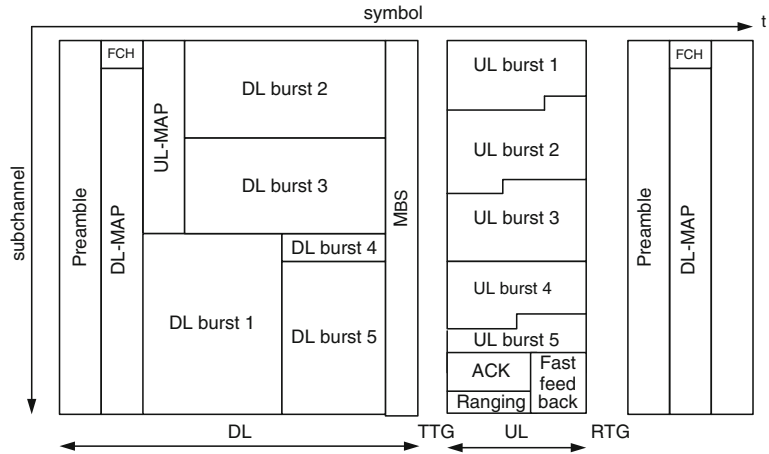 symbol
t
subchannel
Preamble
FCH
DL-MAP
UL-MAP
DL burst 2
DL burst 3
DL burst 1
DL burst 4
DL burst 5
MBS
UL burst 1
UL burst 2
UL burst 3
UL burst 4
UL burst 5
ACK
Ranging
Fast
feed
back
Preamble
FCH
DL-MAP
DL
TTG
UL
RTG